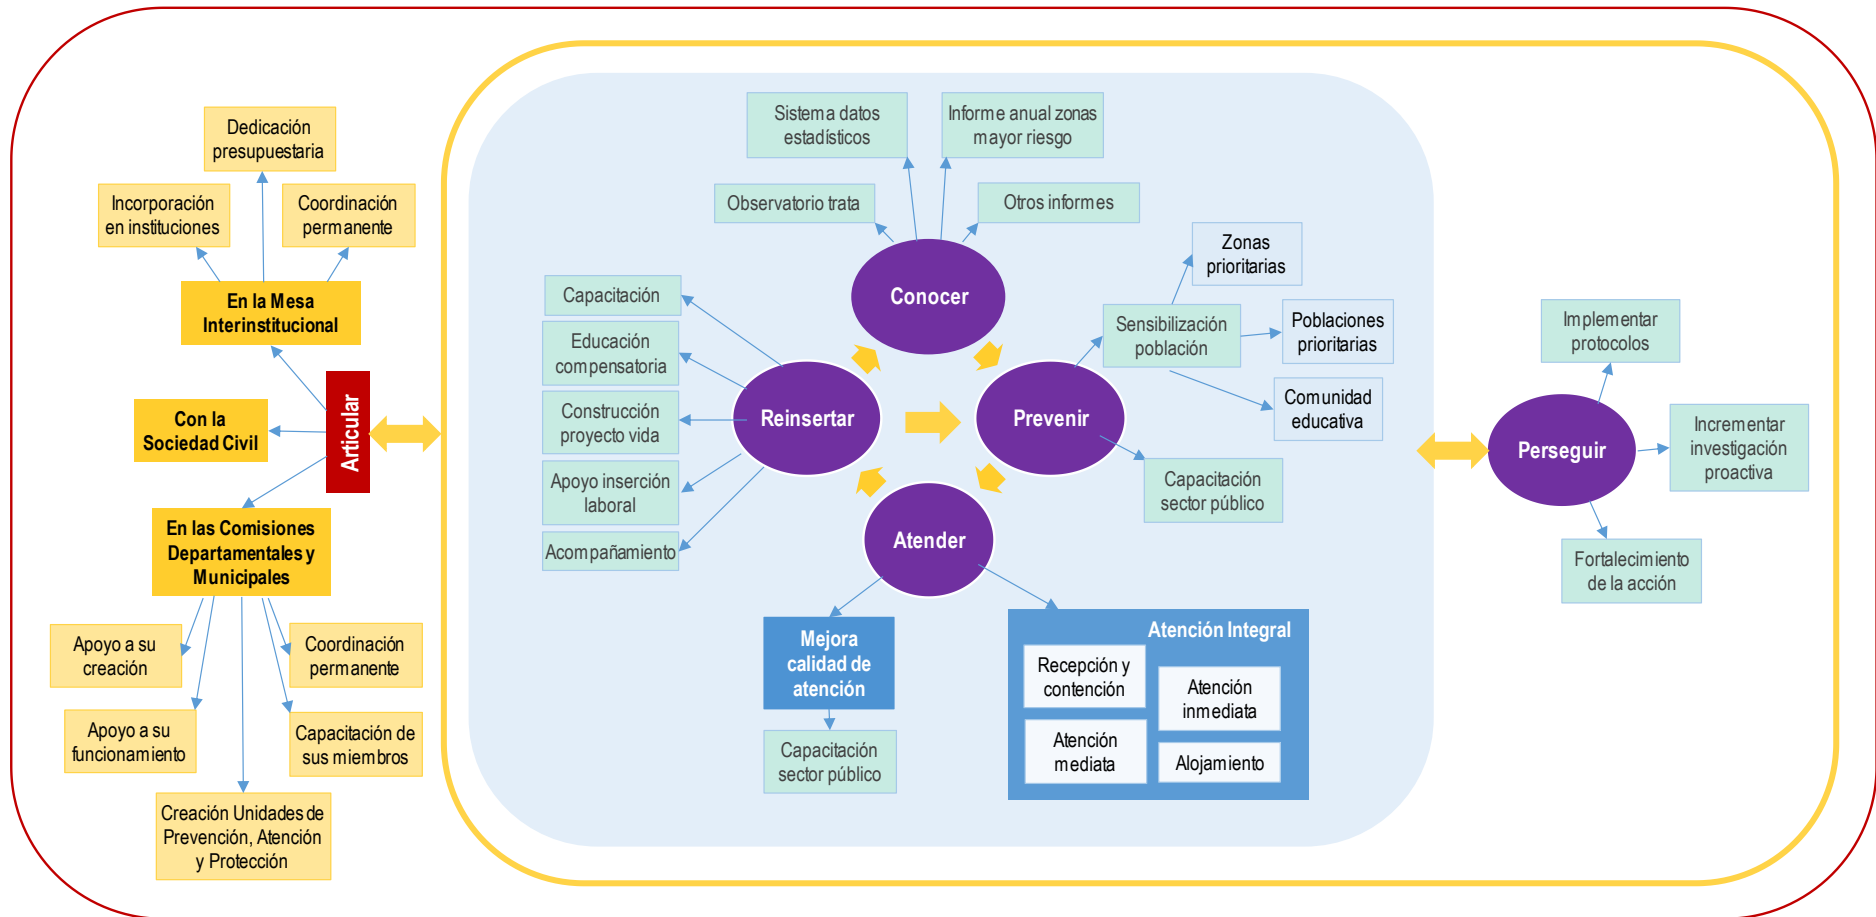 Dedicación
presupuestaria
Incorporación
en instituciones
Coordinación
permanente
En la Mesa
Interinstitucional
Con la
Sociedad Civil
Articular
En las Comisiones
Departamentales y
Municipales
Apoyo a su
creación
Coordinación
permanente
Apoyo a su
funcionamiento
Capacitación de
sus miembros
Creación Unidades de
Prevención, Atención
y Protección
Sistema datos
estadísticos
Informe anual zonas
mayor riesgo
Observatorio trata
Otros informes
Conocer
Capacitación
Educación
compensatoria
Construcción
proyecto vida
Apoyo inserción
laboral
Acompañamiento
Reinsertar
Prevenir
Zonas
prioritarias
Sensibilización
población
Poblaciones
prioritarias
Comunidad
educativa
Capacitación
sector público
Atender
Mejora
calidad de
atención
Capacitación
sector público
Atención Integral
Recepción y
contención
Atención
inmediata
Atención
mediata
Alojamiento
Perseguir
Implementar
protocolos
Incrementar
investigación
proactiva
Fortalecimiento
de la acción